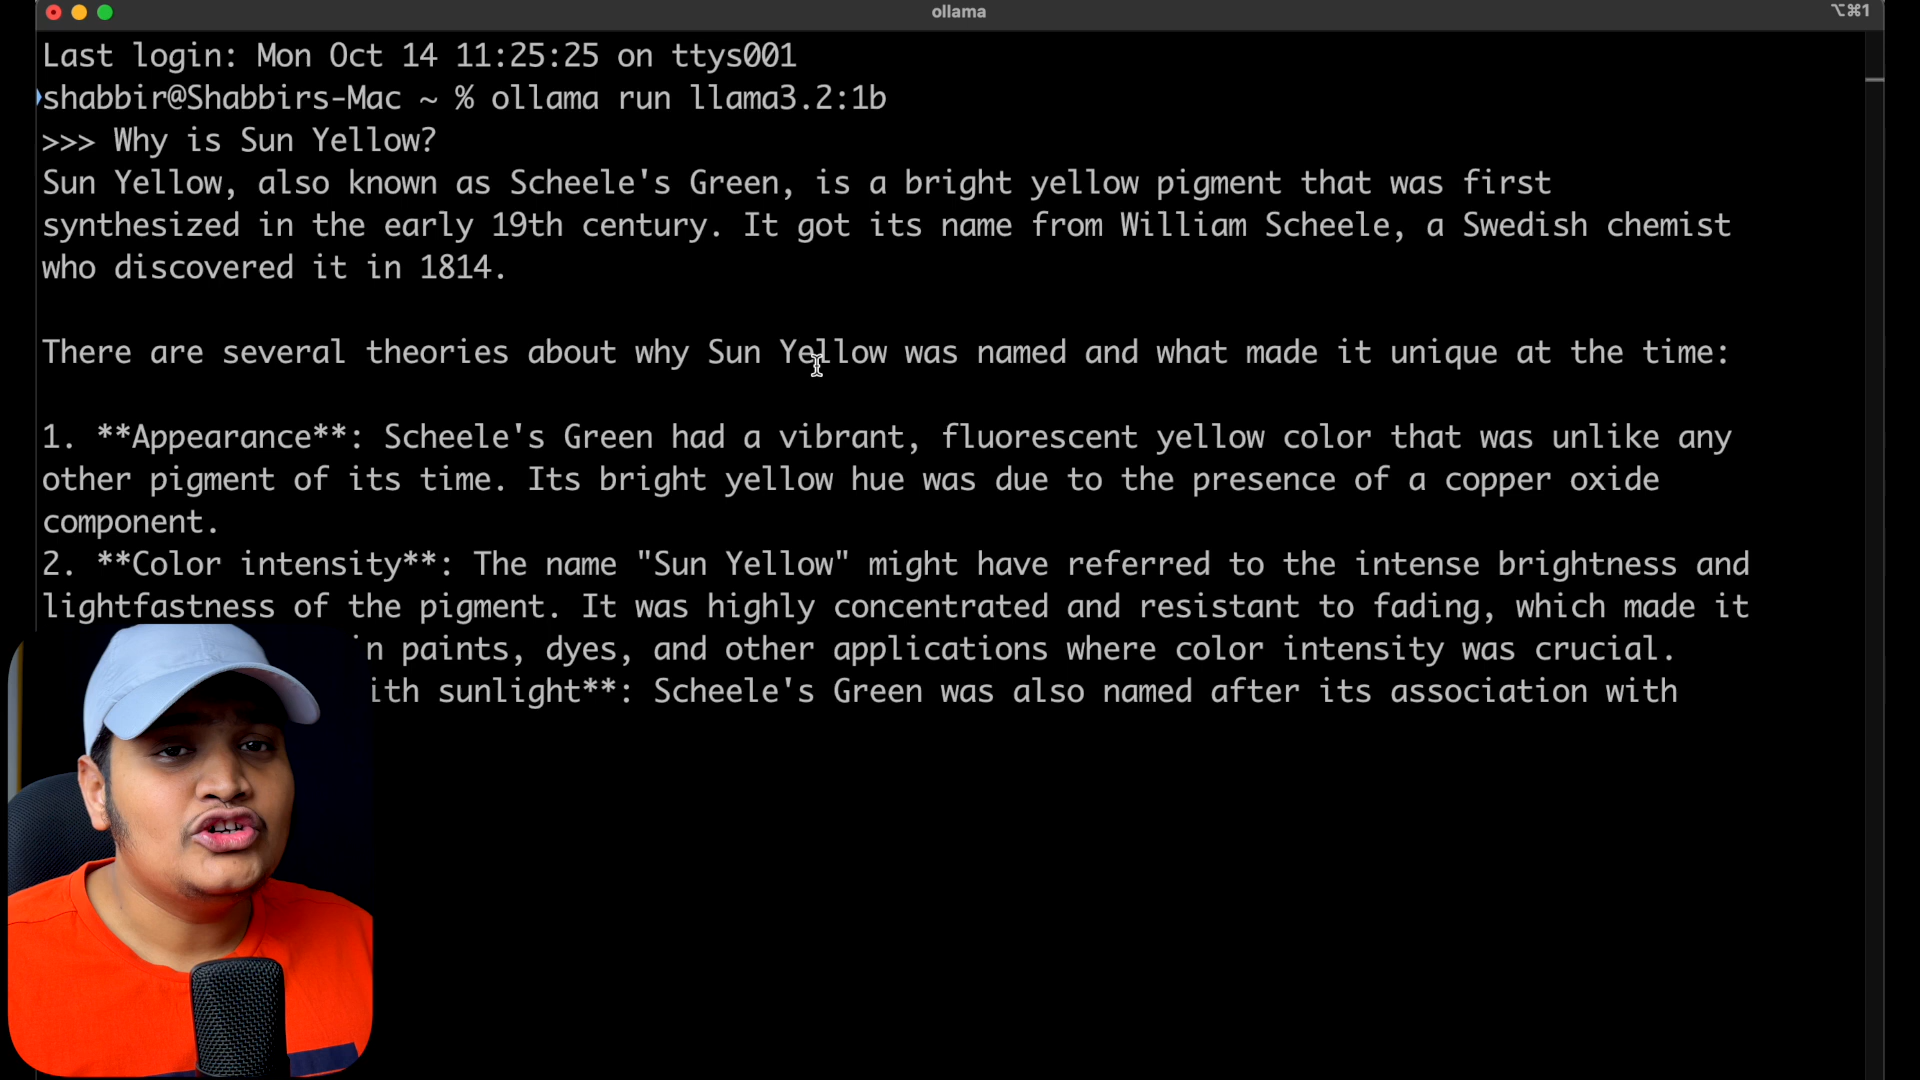 ollama
⌥⌘1
Last login: Mon Oct 14 11:25:25 on ttys001
shabbir@Shabbirs-Mac ~ % ollama run llama3.2:1b
>>> Why is Sun Yellow?
Sun Yellow, also known as Scheele's Green, is a bright yellow pigment that was first
synthesized in the early 19th century. It got its name from William Scheele, a Swedish chemist
who discovered it in 1814.
There are several theories about why Sun Yellow was named and what made it unique at the time:
1. **Appearance**: Scheele's Green had a vibrant, fluorescent yellow color that was unlike any
other pigment of its time. Its bright yellow hue was due to the presence of a copper oxide
component.
2. **Color intensity**: The name "Sun Yellow" might have referred to the intense brightness and
lightfastness of the pigment. It was highly concentrated and resistant to fading, which made it
n paints, dyes, and other applications where color intensity was crucial.
ith sunlight**: Scheele's Green was also named after its association with